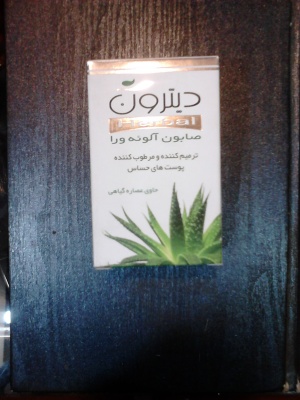 دیترون
Herbal
صابون آلوئه ورا
ترمیم کننده و مرطوب کننده
پوست های حساس
حاوی عصاره گیاهی